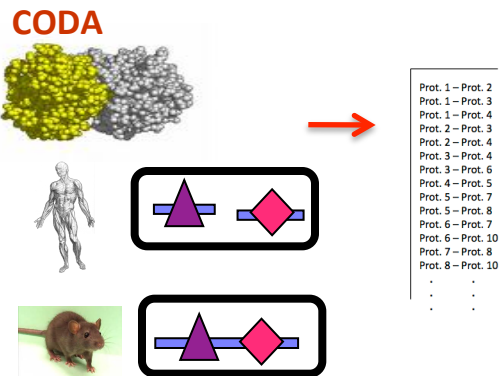 CODA
Prot. 1 – Prot. 2
Prot. 1 – Prot. 3
Prot. 1 – Prot. 4
Prot. 2 – Prot. 3
Prot. 2 – Prot. 4
Prot. 3 – Prot. 4
Prot. 3 – Prot. 6
Prot. 4 – Prot. 5
Prot. 5 – Prot. 7
Prot. 5 – Prot. 8
Prot. 6 – Prot. 7
Prot. 6 – Prot. 10
Prot. 7 – Prot. 8
Prot. 8 – Prot. 10
. .
. .
. .